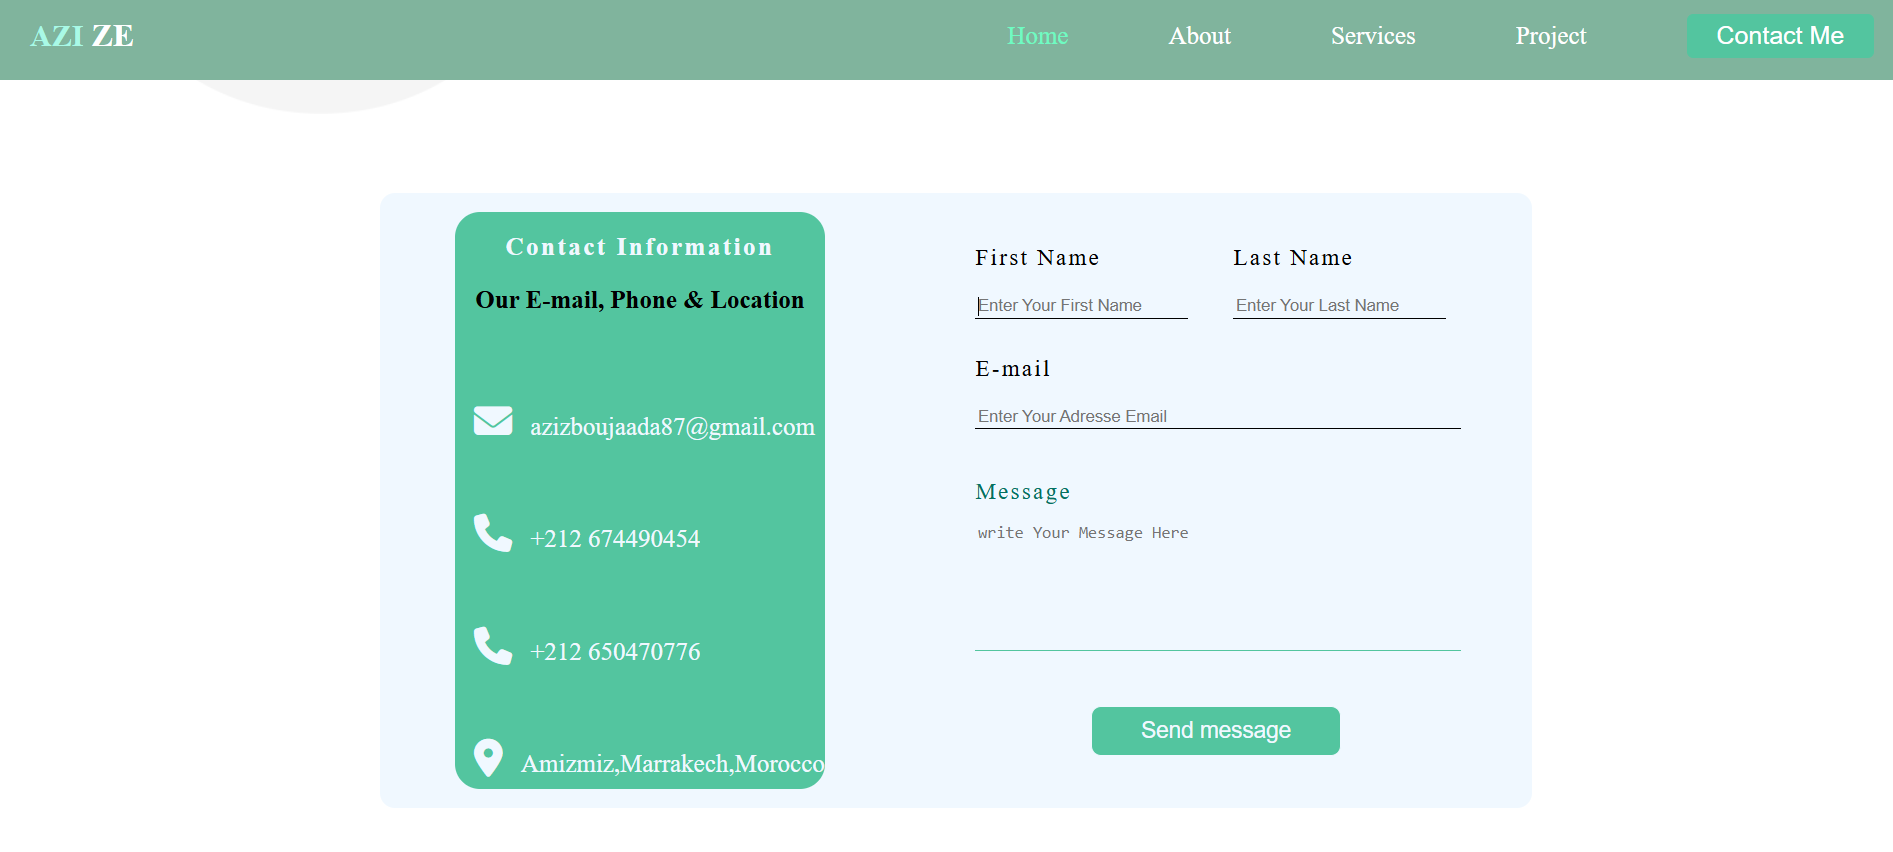 AZI ZE
Home
About
Services
Project
Contact Me
Contact Information
Our E-mail, Phone & Location
azizboujaada87@gmail.com
+212 674490454
+212 650470776
Amizmiz,Marrakech,Morocco
First Name
Last Name
Enter Your First Name
Enter Your Last Name
E-mail
Enter Your Adresse Email
Message
write Your Message Here
Send message